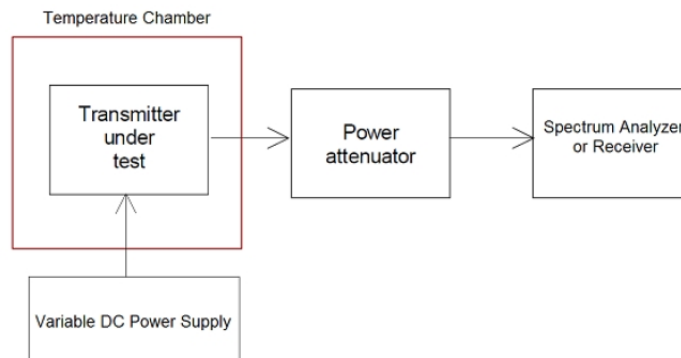 Temperature Chamber
Transmitter
under
test
Power
attenuator
Spectrum Analyzer
or Receiver
Variable DC Power Supply